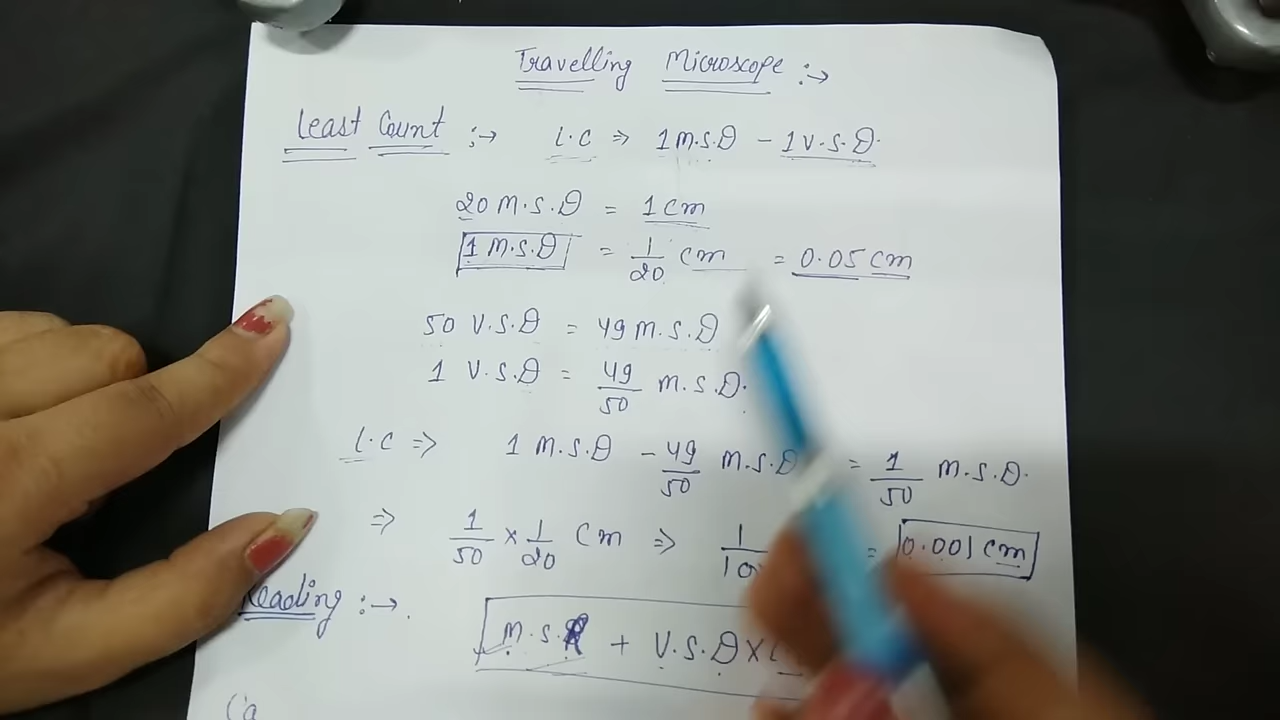 Travelling Microscope :→
Least Count :→ L.C ⇒ 1 M.S.D - 1 V.S.D.
20 M.S.D = 1 cm
1 M.S.D = 1/20 cm = 0.05 cm
50 V.S.D = 49 M.S.D
1 V.S.D = 49/50 M.S.D.
L.C ⇒ 1 M.S.D - 49/50 M.S.D = 1/50 M.S.D.
⇒ 1/50 × 1/20 cm ⇒ = 0.001 cm
Reading :→. M.S.R + V.S.D ×